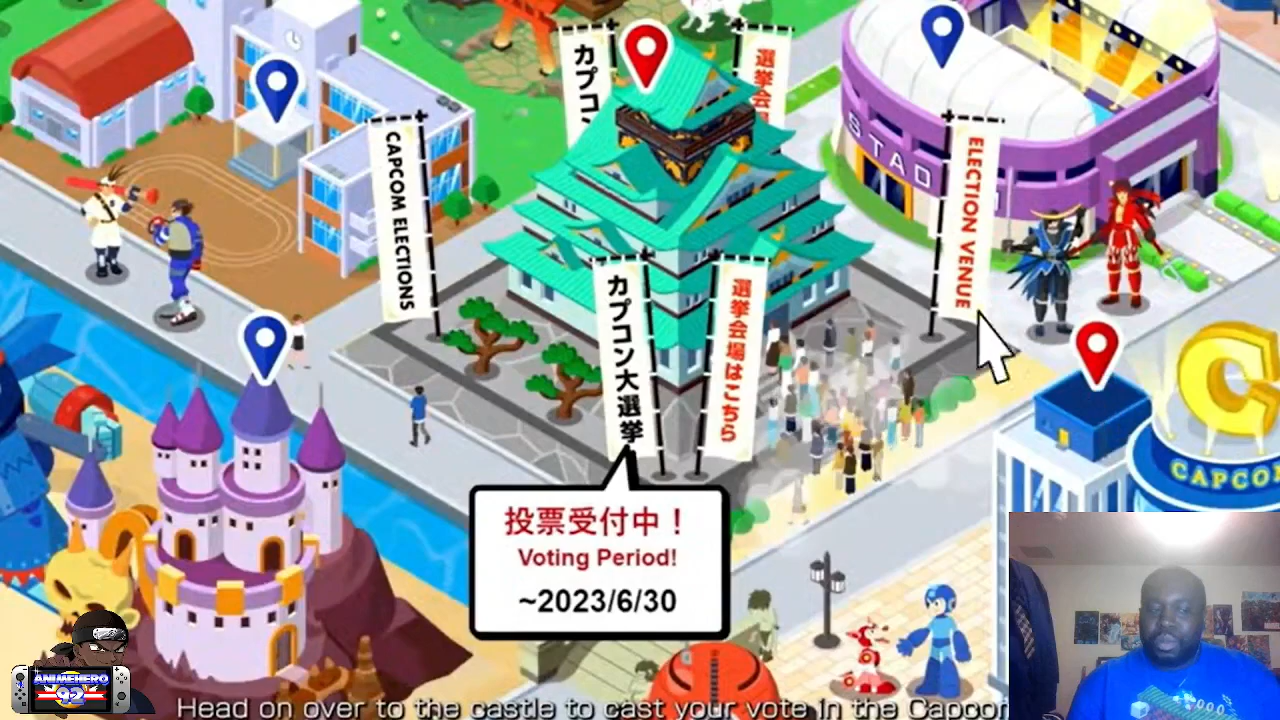 カプコ
選挙会
CAPCOM ELECTIONS
STAD
ELECTION VENUE
カプコン大選挙
選挙会場はこちら
投票受付中！
Voting Period!
~2023/6/30
C
CAPCO
ANIMEHERO
92
Head on over to the castle to cast your vote in the Capcom